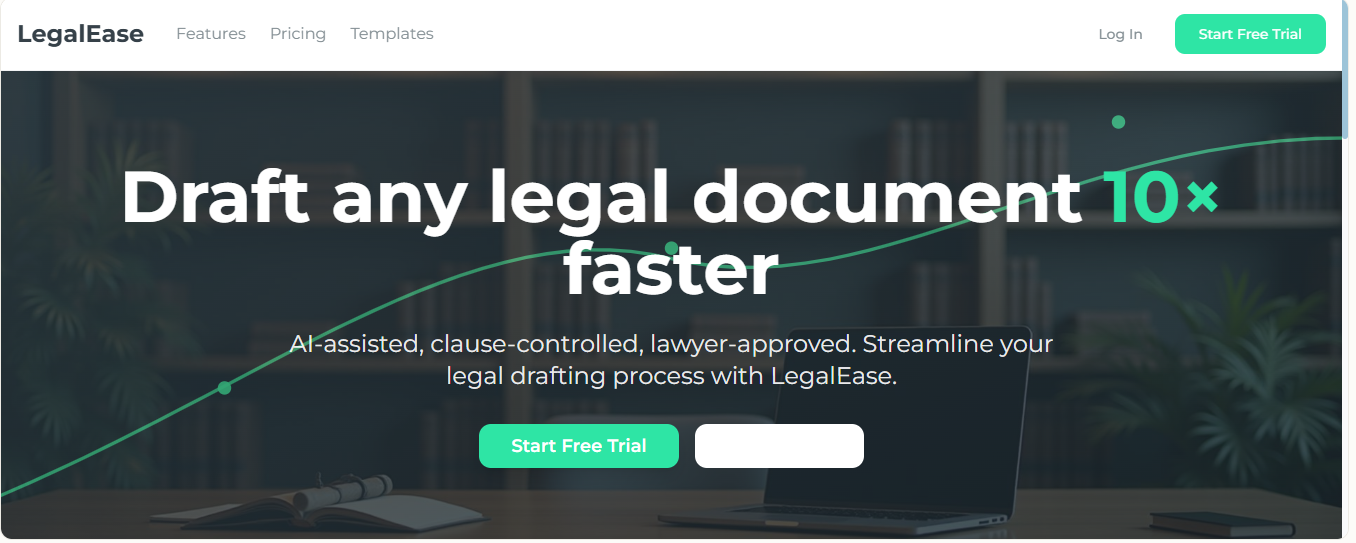 LegalEase
Features
Pricing
Templates
Log In
Start Free Trial
Draft any legal document 10×
faster
AI-assisted, clause-controlled, lawyer-approved. Streamline your
legal drafting process with LegalEase.
Start Free Trial